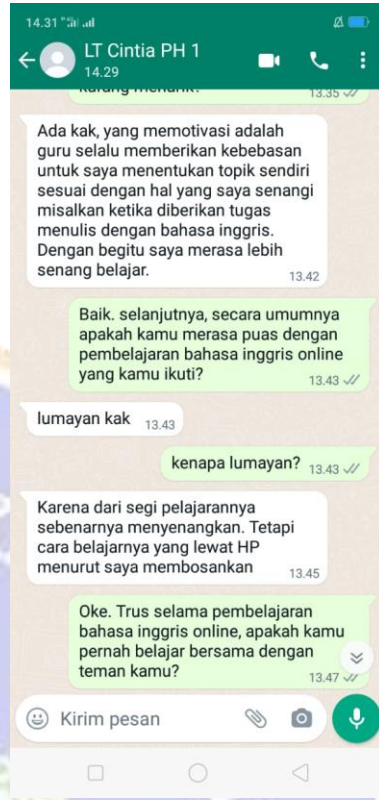 14.31
LT Cintia PH 1
14.29
karang menarik?
13.35
Ada kak, yang memotivasi adalah
guru selalu memberikan kebebasan
untuk saya menentukan topik sendiri
sesuai dengan hal yang saya senangi
misalkan ketika diberikan tugas
menulis dengan bahasa inggris.
Dengan begitu saya merasa lebih
senang belajar.
13.42
Baik. selanjutnya, secara umumnya
apakah kamu merasa puas dengan
pembelajaran bahasa inggris online
yang kamu ikuti?
13.43
lumayan kak
13.43
kenapa lumayan?
13.43
Karena dari segi pelajarannya
sebenarnya menyenangkan. Tetapi
cara belajarnya yang lewat HP
menurut saya membosankan
13.45
Oke. Trus selama pembelajaran
bahasa inggris online, apakah kamu
pernah belajar bersama dengan
teman kamu?
13.47
Kirim pesan